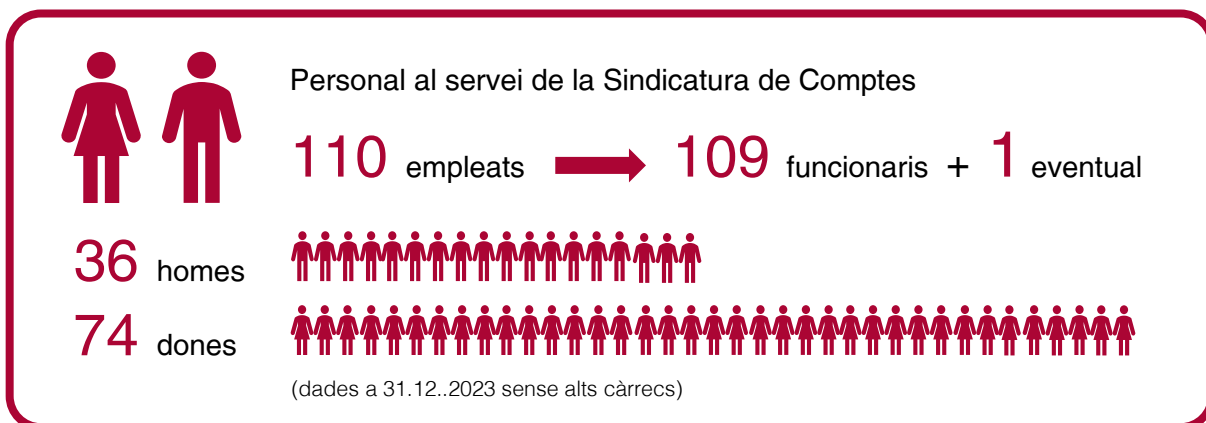 Personal al servei de la Sindicatura de Comptes
110 empleats 109 funcionaris + 1 eventual
36 homes
74 dones
(dades a 31.12..2023 sense alts càrrecs)